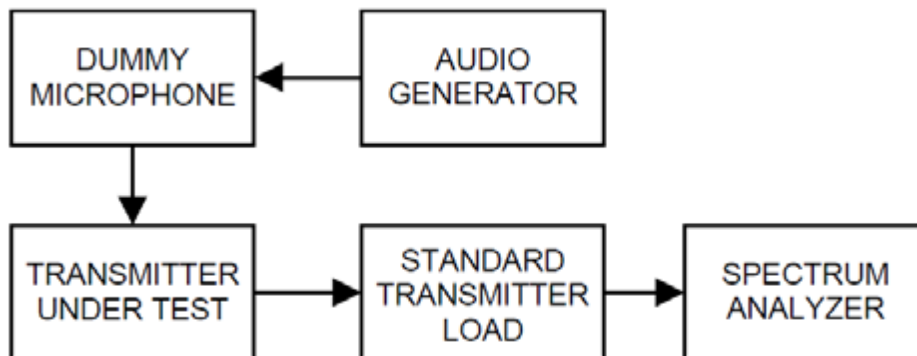 DUMMY
MICROPHONE
AUDIO
GENERATOR
TRANSMITTER
UNDER TEST
STANDARD
TRANSMITTER
LOAD
SPECTRUM
ANALYZER